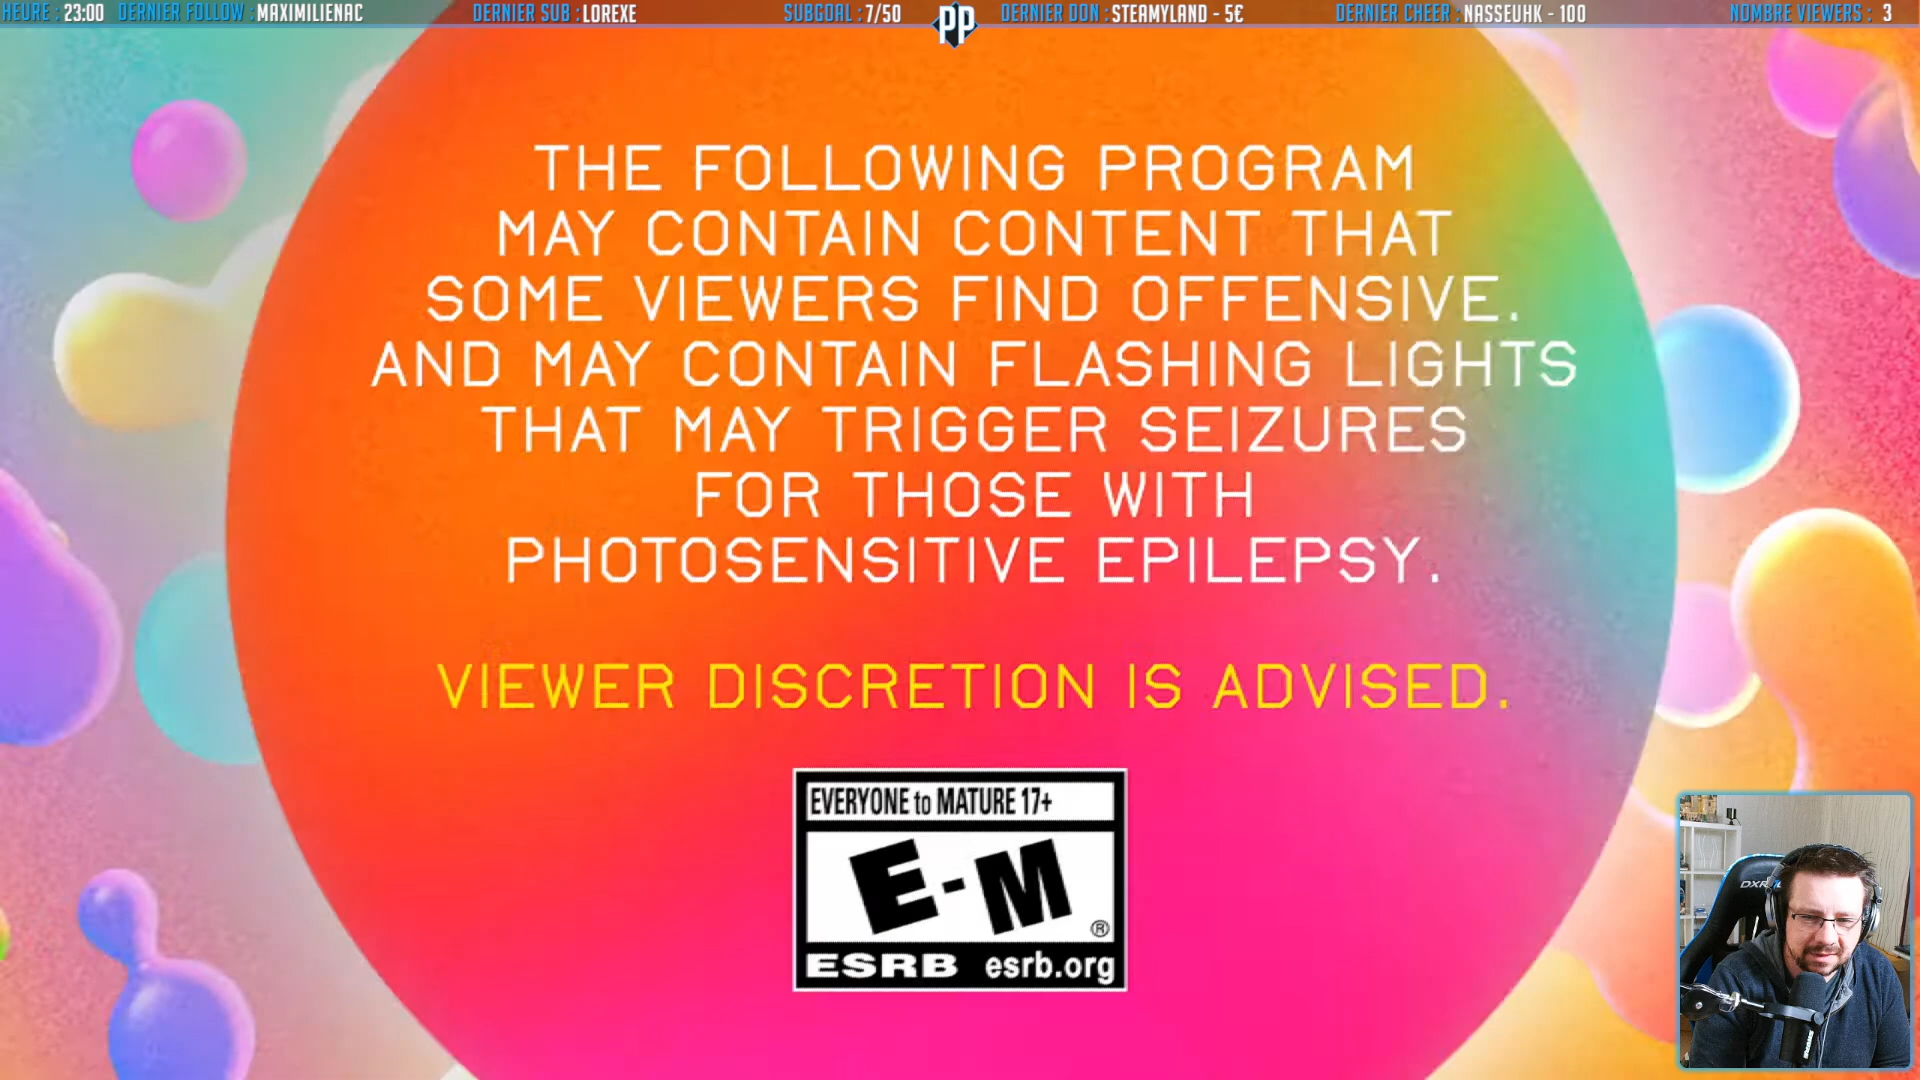 HEURE : 23:00 DERNIER FOLLOW : MAXIMILIENAC DERNIER SUB : LOREXE SUBGOAL : 7/50 PP DERNIER DON : STEAMYLAND - 5€ DERNIER CHEER : NASSEUHK - 100 NOMBRE VIEWERS : 3
THE FOLLOWING PROGRAM
MAY CONTAIN CONTENT THAT
SOME VIEWERS FIND OFFENSIVE.
AND MAY CONTAIN FLASHING LIGHTS
THAT MAY TRIGGER SEIZURES
FOR THOSE WITH
PHOTOSENSITIVE EPILEPSY.
VIEWER DISCRETION IS ADVISED.
EVERYONE to MATURE 17+
E-M
®
ESRB esrb.org